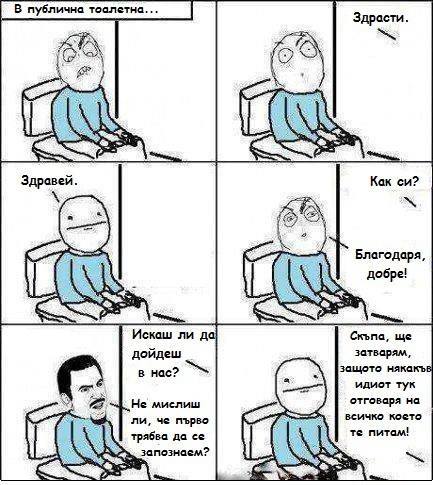 В публична тоалетна...
Здрасти.
Здравей.
Как си?
Благодаря,
добре!
Искаш ли да
дойдеш
в нас?
Не мислиш
ли, че първо
трябва да се
запознаем?
Скъпа, ще
затварям,
защото някакъв
идиот тук
отговаря на
всичко което
те питам!